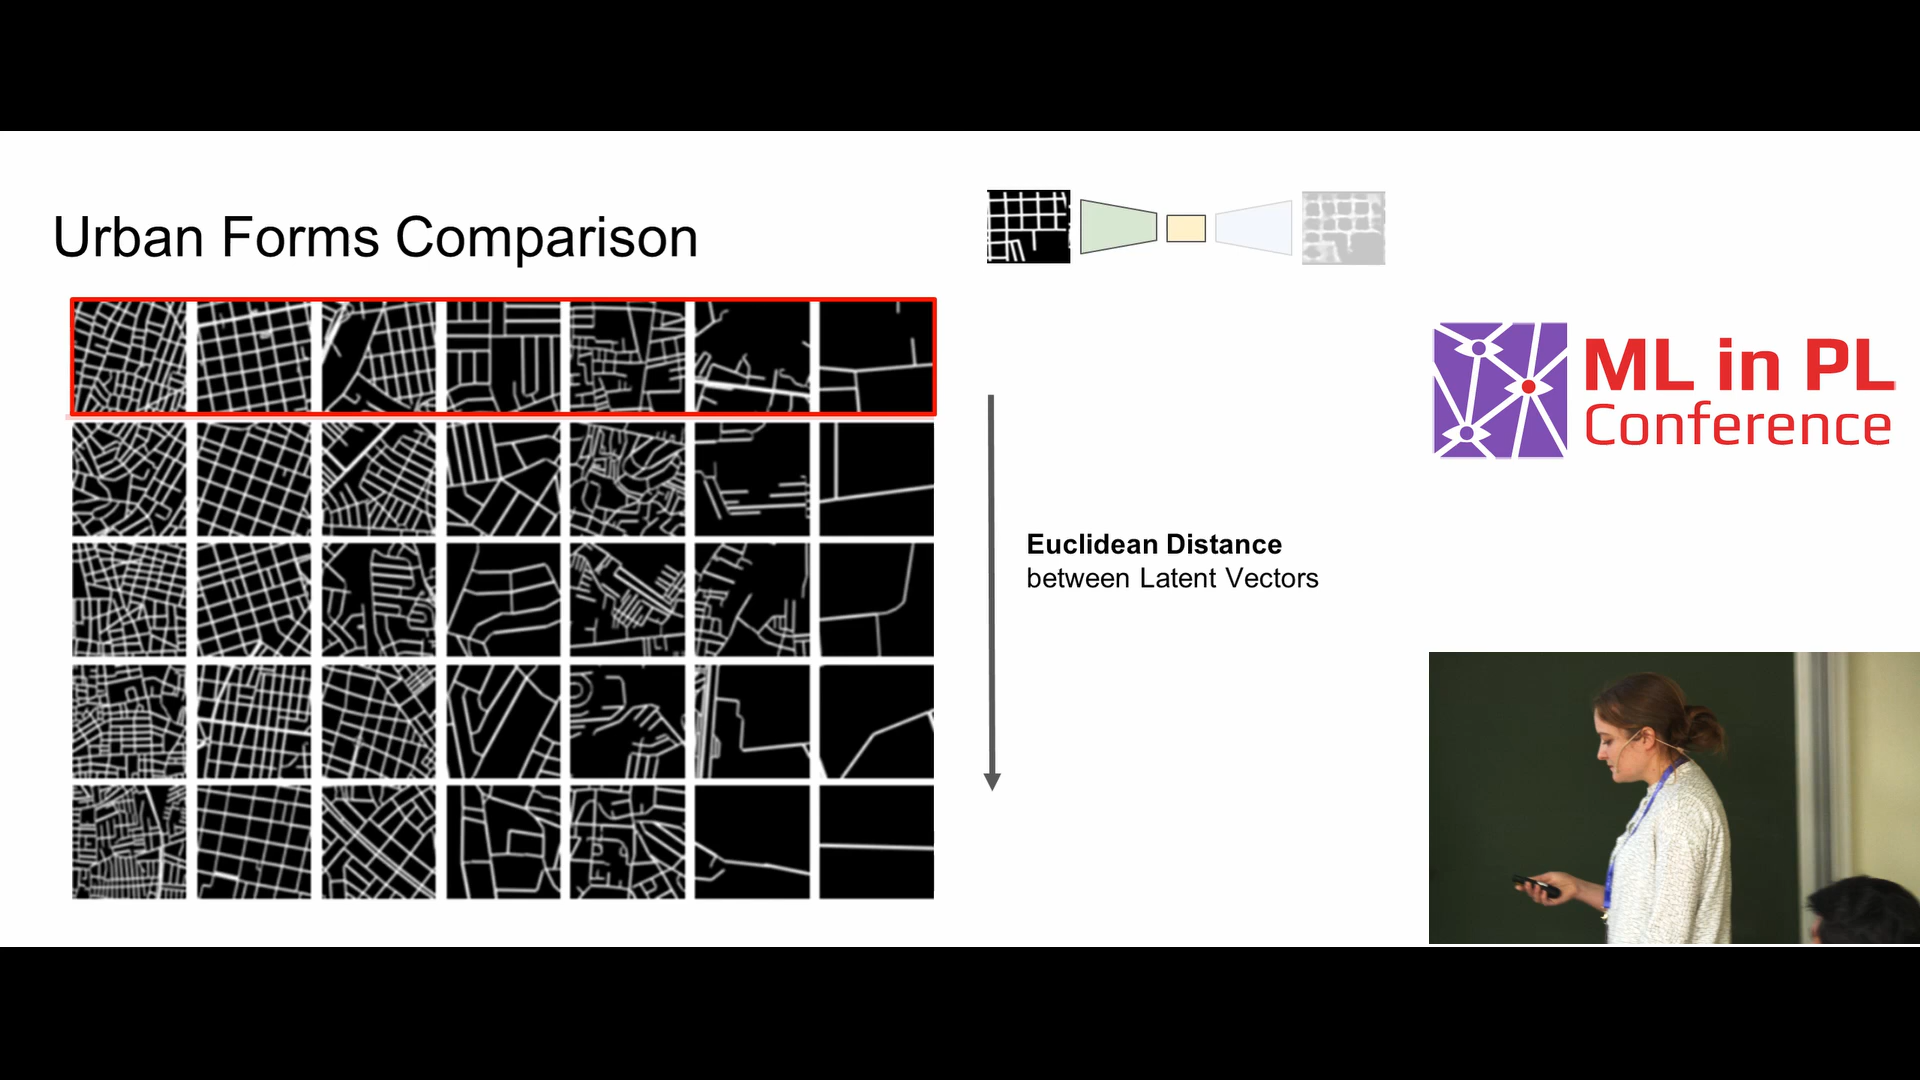 Urban Forms Comparison
ML in PL
Conference
Euclidean Distance
between Latent Vectors